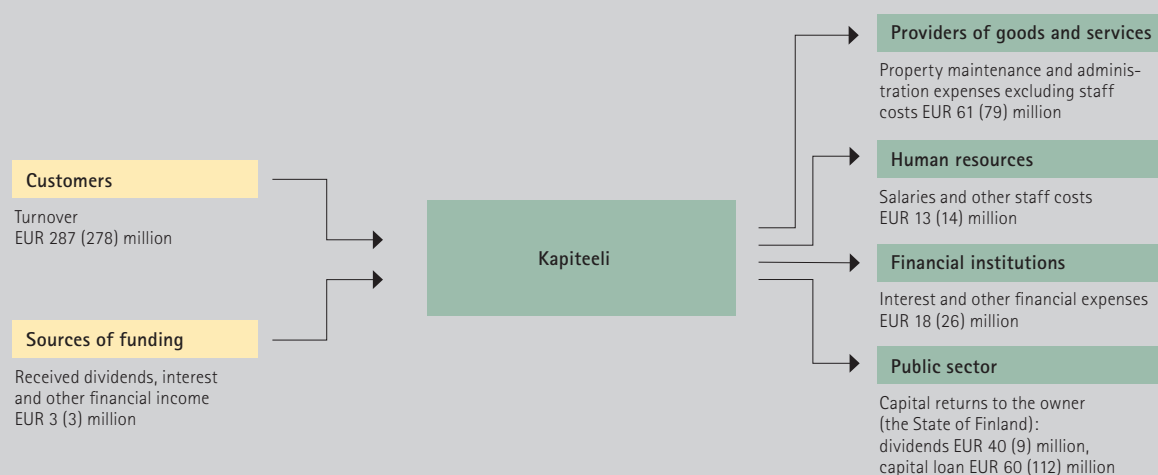 Customers
Turnover
EUR 287 (278) million
Sources of funding
Received dividends, interest
and other financial income
EUR 3 (3) million
Kapiteeli
Providers of goods and services
Property maintenance and adminis-
tration expenses excluding staff
costs EUR 61 (79) million
Human resources
Salaries and other staff costs
EUR 13 (14) million
Financial institutions
Interest and other financial expenses
EUR 18 (26) million
Public sector
Capital returns to the owner
(the State of Finland):
dividends EUR 40 (9) million,
capital loan EUR 60 (112) million